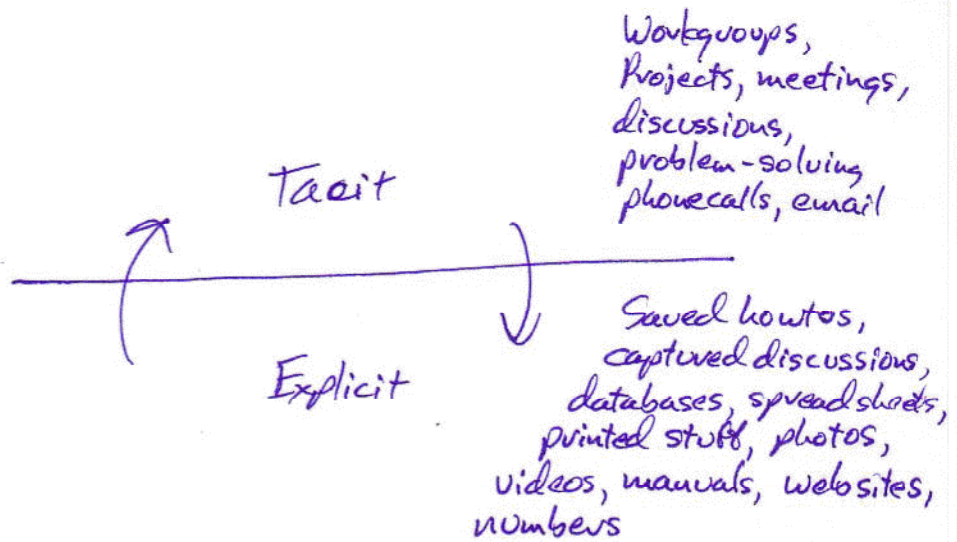 Workgroups,
Projects, meetings,
discussions,
problem-solving
phonecalls, email
Tacit
Explicit
Saved howtos,
captured discussions,
databases, spreadsheets,
printed stuff, photos,
videos, manuals, websites,
numbers